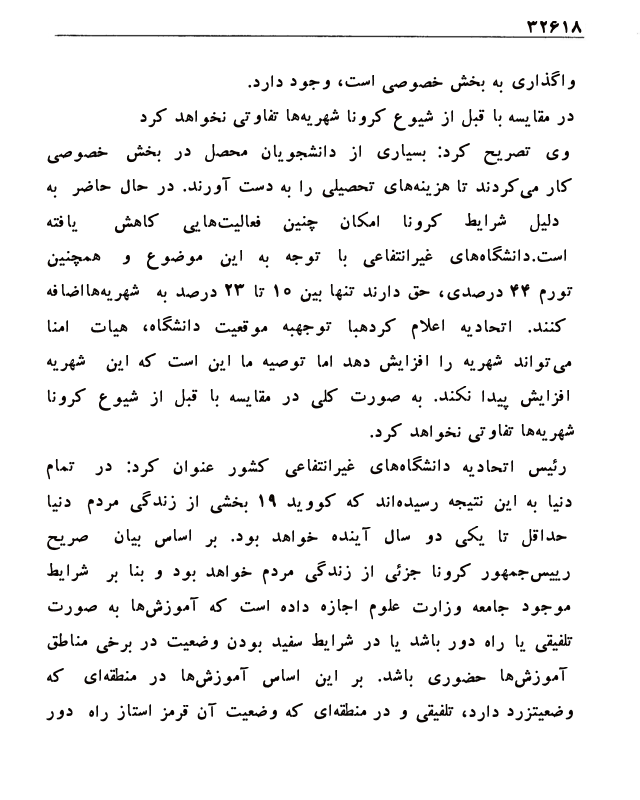 ۳۲۶۱۸
واگذاری به بخش خصوصی است، وجود دارد.
در مقایسه با قبل از شیوع کرونا شهریه‌ها تفاوتی نخواهد کرد
وی تصریح کرد: بسیاری از دانشجویان محصل در بخش خصوصی
کار می‌کردند تا هزینه‌های تحصیلی را به دست آورند. در حال حاضر به
دلیل شرایط کرونا امکان چنین فعالیت‌هایی کاهش یافته
است.دانشگاه‌های غیرانتفاعی با توجه به این موضوع و همچنین
تورم ۴۴ درصدی، حق دارند تنها بین ۱۵ تا ۲۳ درصد به شهریه‌هااضافه
کنند. اتحادیه اعلام کردهبا توجهبه موقعیت دانشگاه، هیات امنا
می‌تواند شهریه را افزایش دهد اما توصیه ما این است که این شهریه
افزایش پیدا نکند. به صورت کلی در مقایسه با قبل از شیوع کرونا
شهریه‌ها تفاوتی نخواهد کرد.
رئیس اتحادیه دانشگاه‌های غیرانتفاعی کشور عنوان کرد: در تمام
دنیا به این نتیجه رسیده‌اند که کووید ۱۹ بخشی از زندگی مردم دنیا
حداقل تا یکی دو سال آینده خواهد بود. بر اساس بیان صریح
رییس‌جمهور کرونا جزئی از زندگی مردم خواهد بود و بنا بر شرایط
موجود جامعه وزارت علوم اجازه داده است که آموزش‌ها به صورت
تلفیقی یا راه دور باشد یا در شرایط سفید بودن وضعیت در برخی مناطق
آموزش‌ها حضوری باشد. بر این اساس آموزش‌ها در منطقه‌ای که
وضعیتزرد دارد، تلفیقی و در منطقه‌ای که وضعیت آن قرمز استاز راه دور